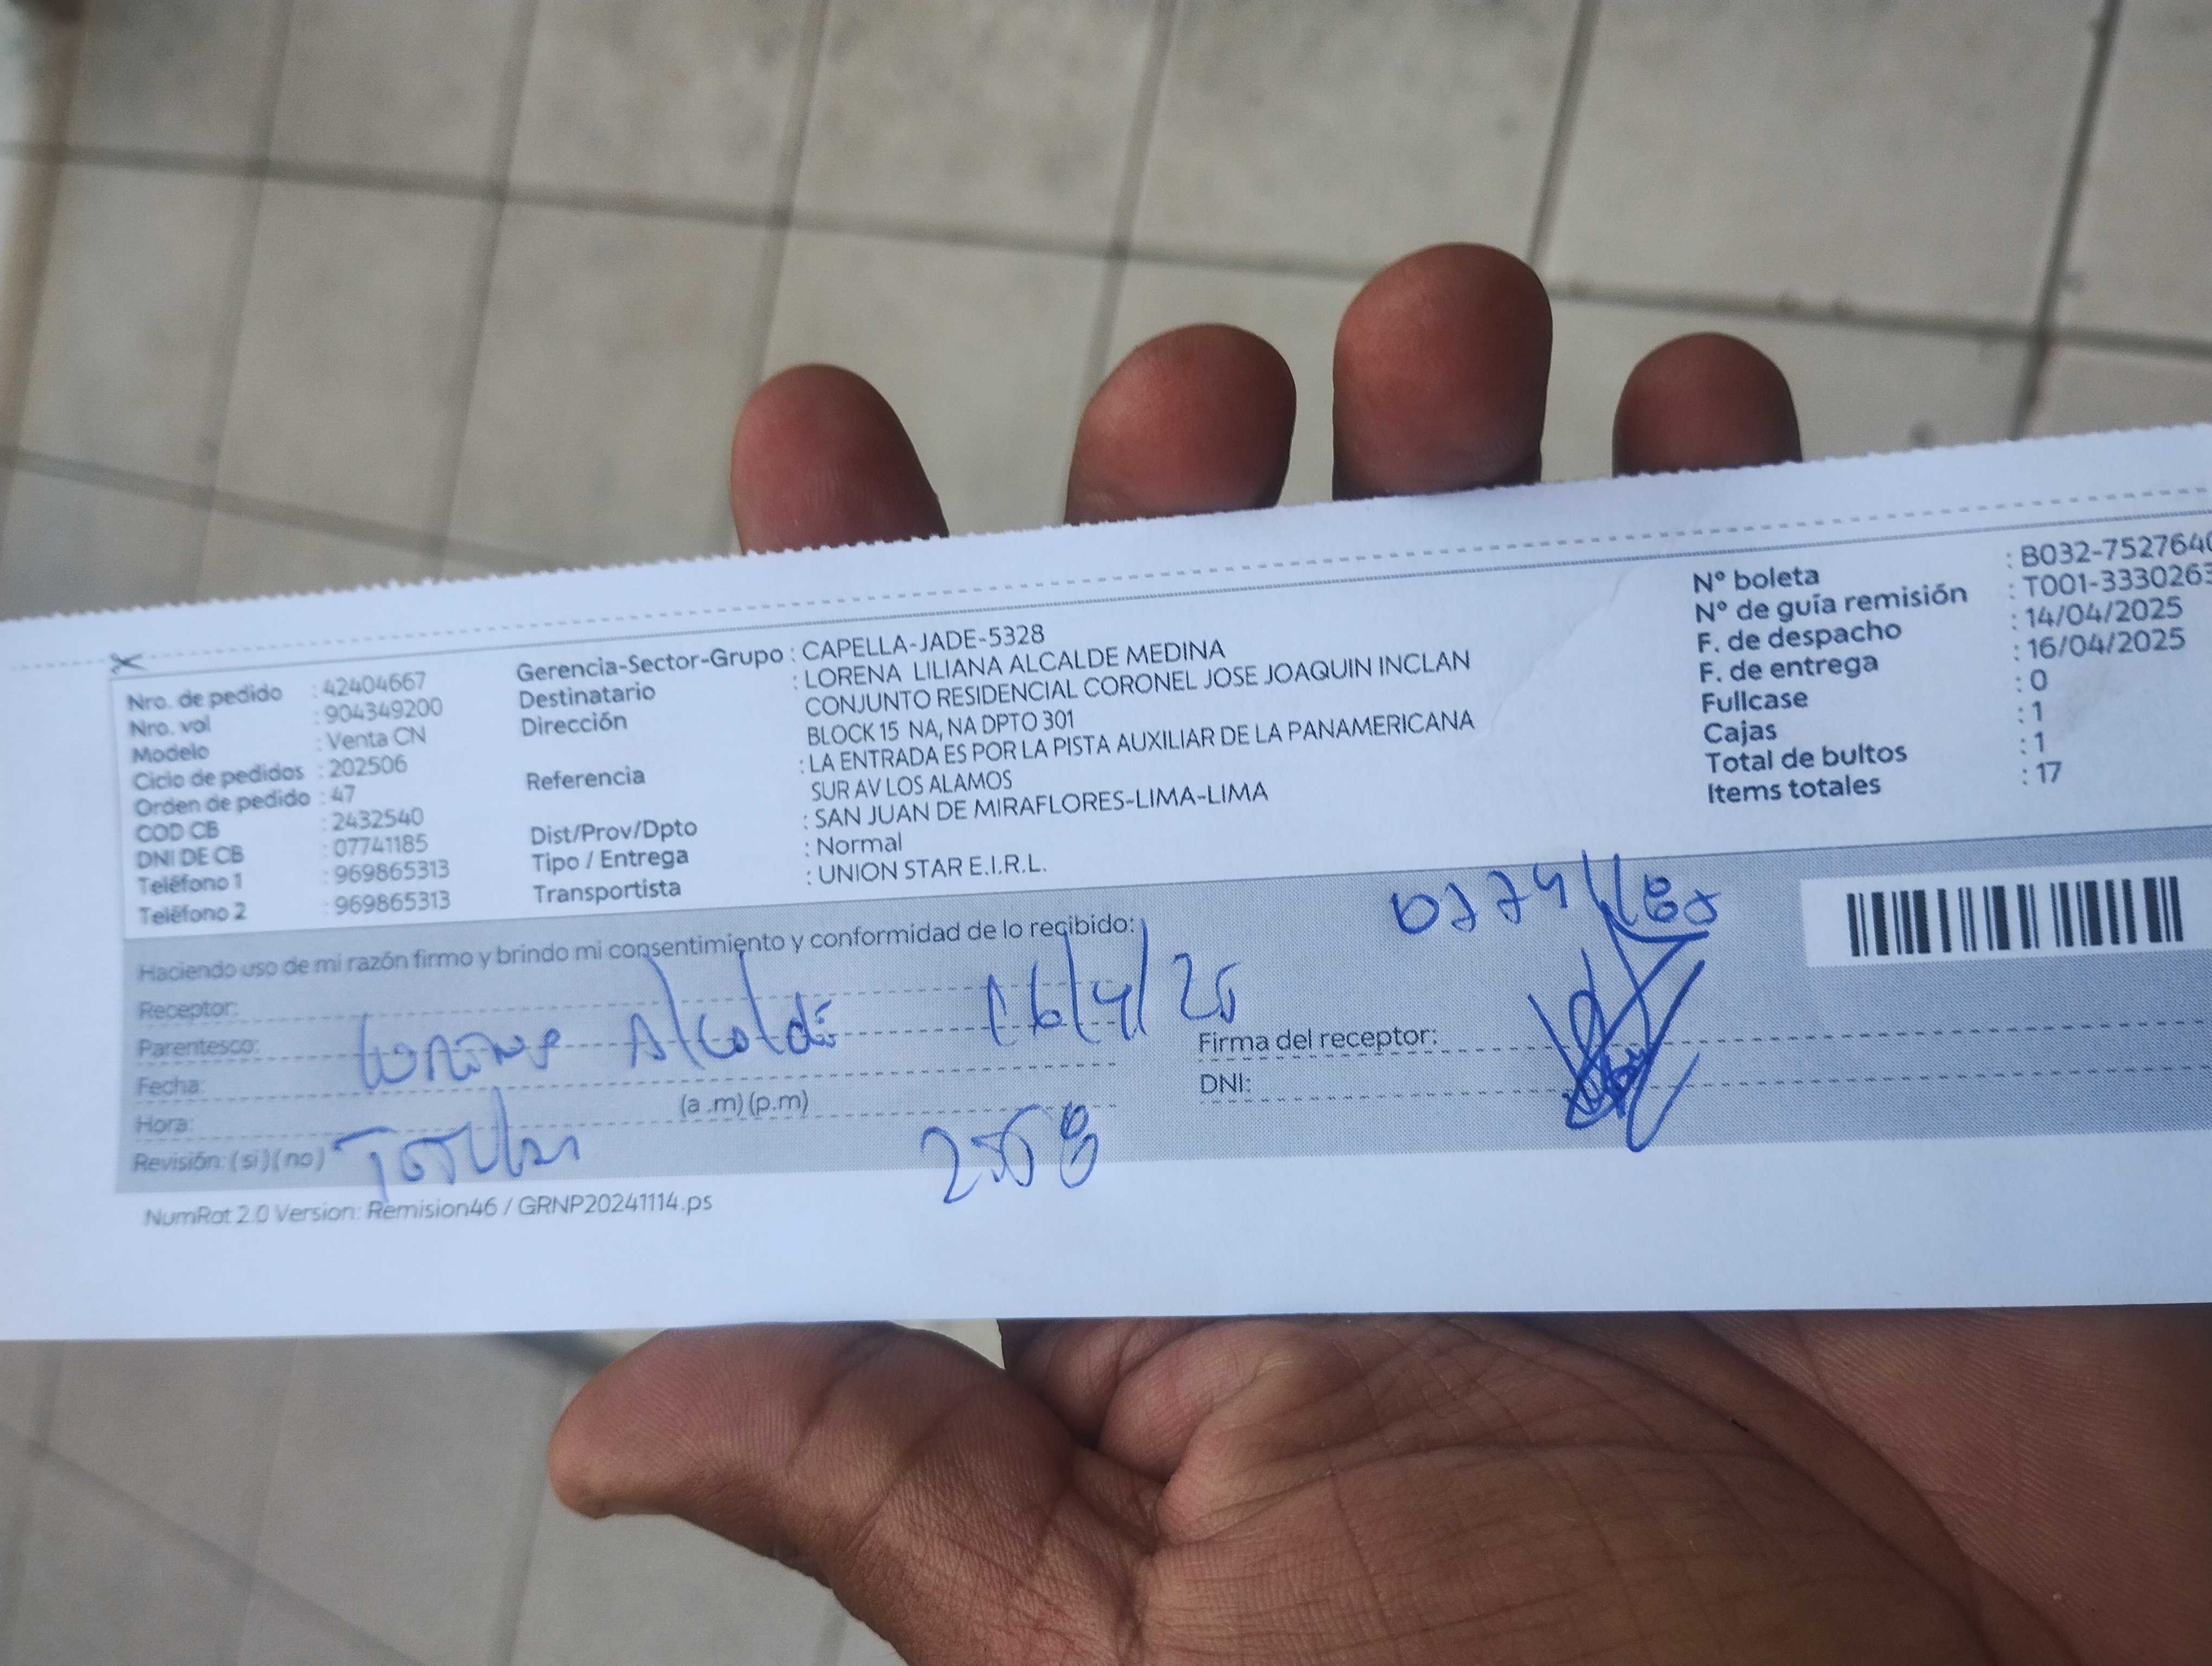 Nro. de pedido : 42404667
Nro. vol : 904349200
Modelo : Venta CN
Ciclo de pedidos : 202506
Orden de pedido : 47
COD CB : 2432540
DNI DE CB : 07741185
Teléfono 1 : 969865313
Teléfono 2 : 969865313
Gerencia-Sector-Grupo : CAPELLA-JADE-5328
Destinatario : LORENA LILIANA ALCALDE MEDINA
Dirección CONJUNTO RESIDENCIAL CORONEL JOSE JOAQUIN INCLAN
BLOCK 15 NA, NA DPTO 301
Referencia : LA ENTRADA ES POR LA PISTA AUXILIAR DE LA PANAMERICANA
SUR AV LOS ALAMOS
Dist/Prov/Dpto : SAN JUAN DE MIRAFLORES-LIMA-LIMA
Tipo / Entrega : Normal
Transportista : UNION STAR E.I.R.L.
Nº boleta : B032-7527640
Nº de guía remisión : T001-3330263
F. de despacho : 14/04/2025
F. de entrega : 16/04/2025
Fullcase : 0
Cajas : 1
Total de bultos : 1
Items totales : 17
Haciendo uso de mi razón firmo y brindo mi consentimiento y conformidad de lo recibido:
Receptor:
Parentesco:
Fecha:
Hora: (a .m) (p.m)
Revisión: (si) (no)
16/4/25
Firma del receptor:
DNI:
NumRot 2.0 Version: Remision46 / GRNP20241114.ps